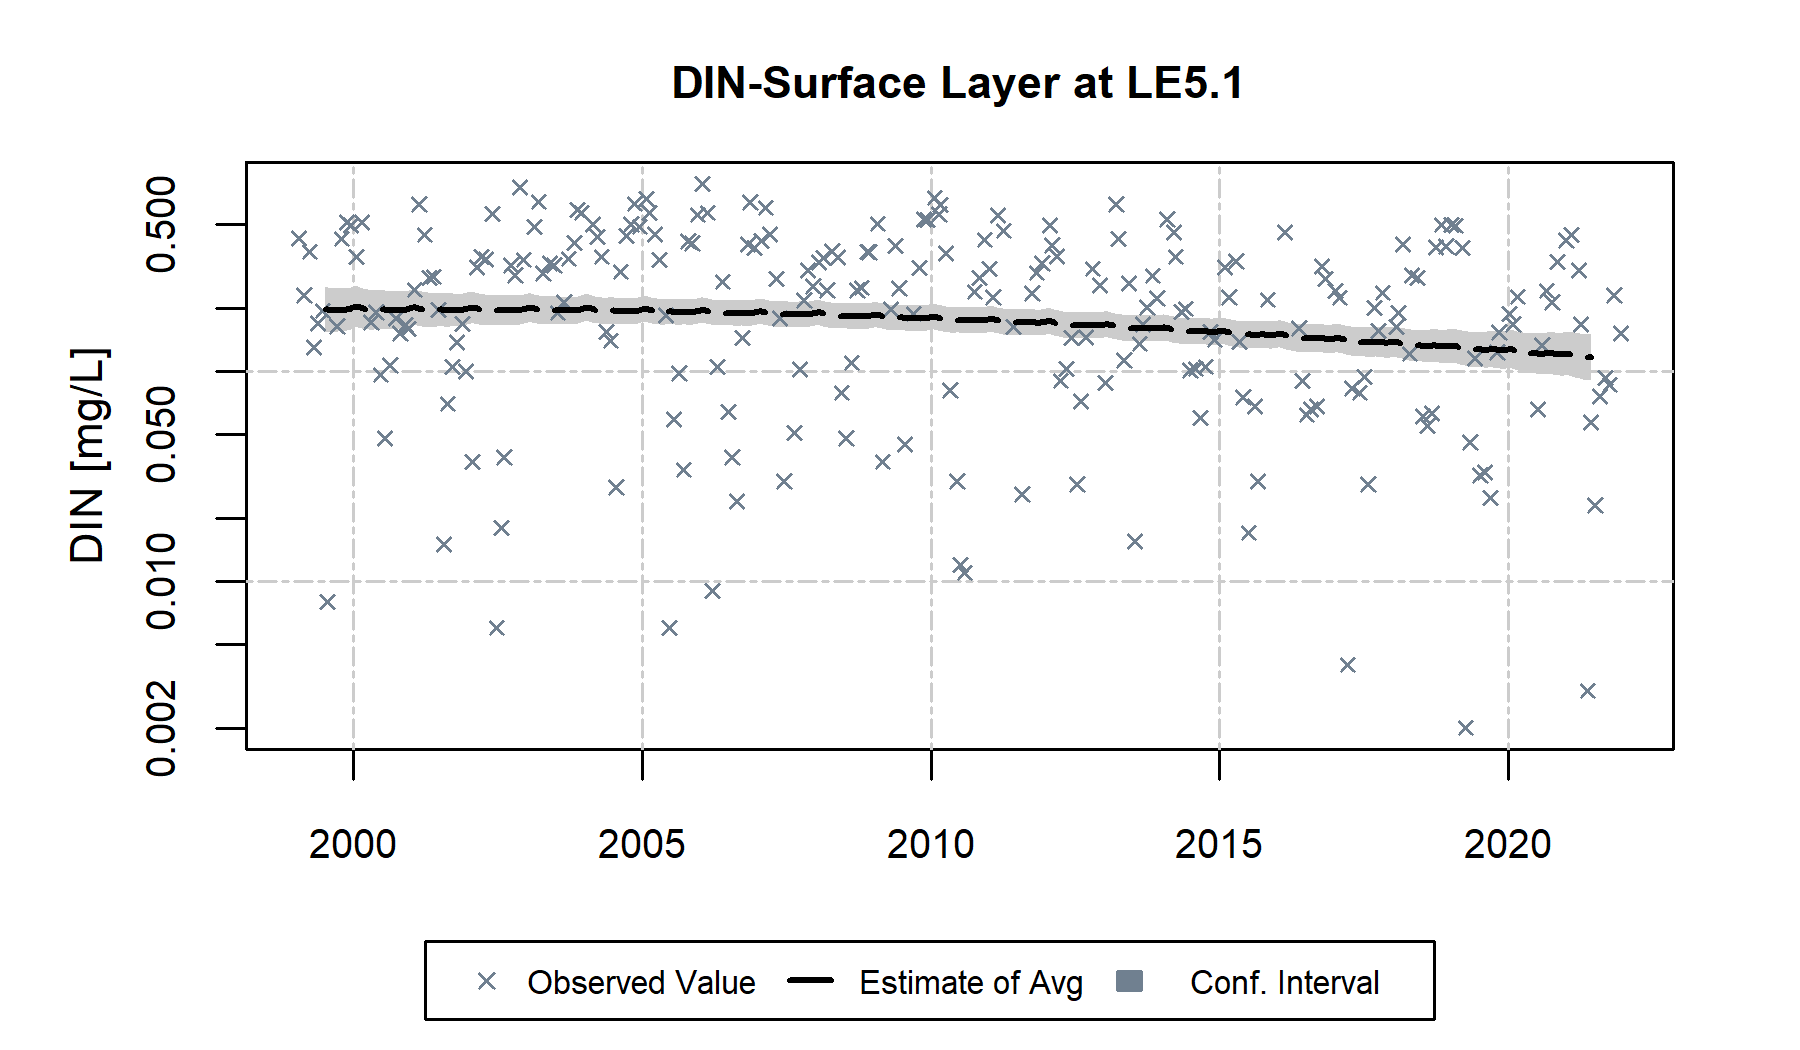 DIN-Surface Layer at LE5.1
DIN [mg/L]
0.500
0.050
0.010
0.002
2000 2005 2010 2015 2020
Observed Value Estimate of Avg Conf. Interval